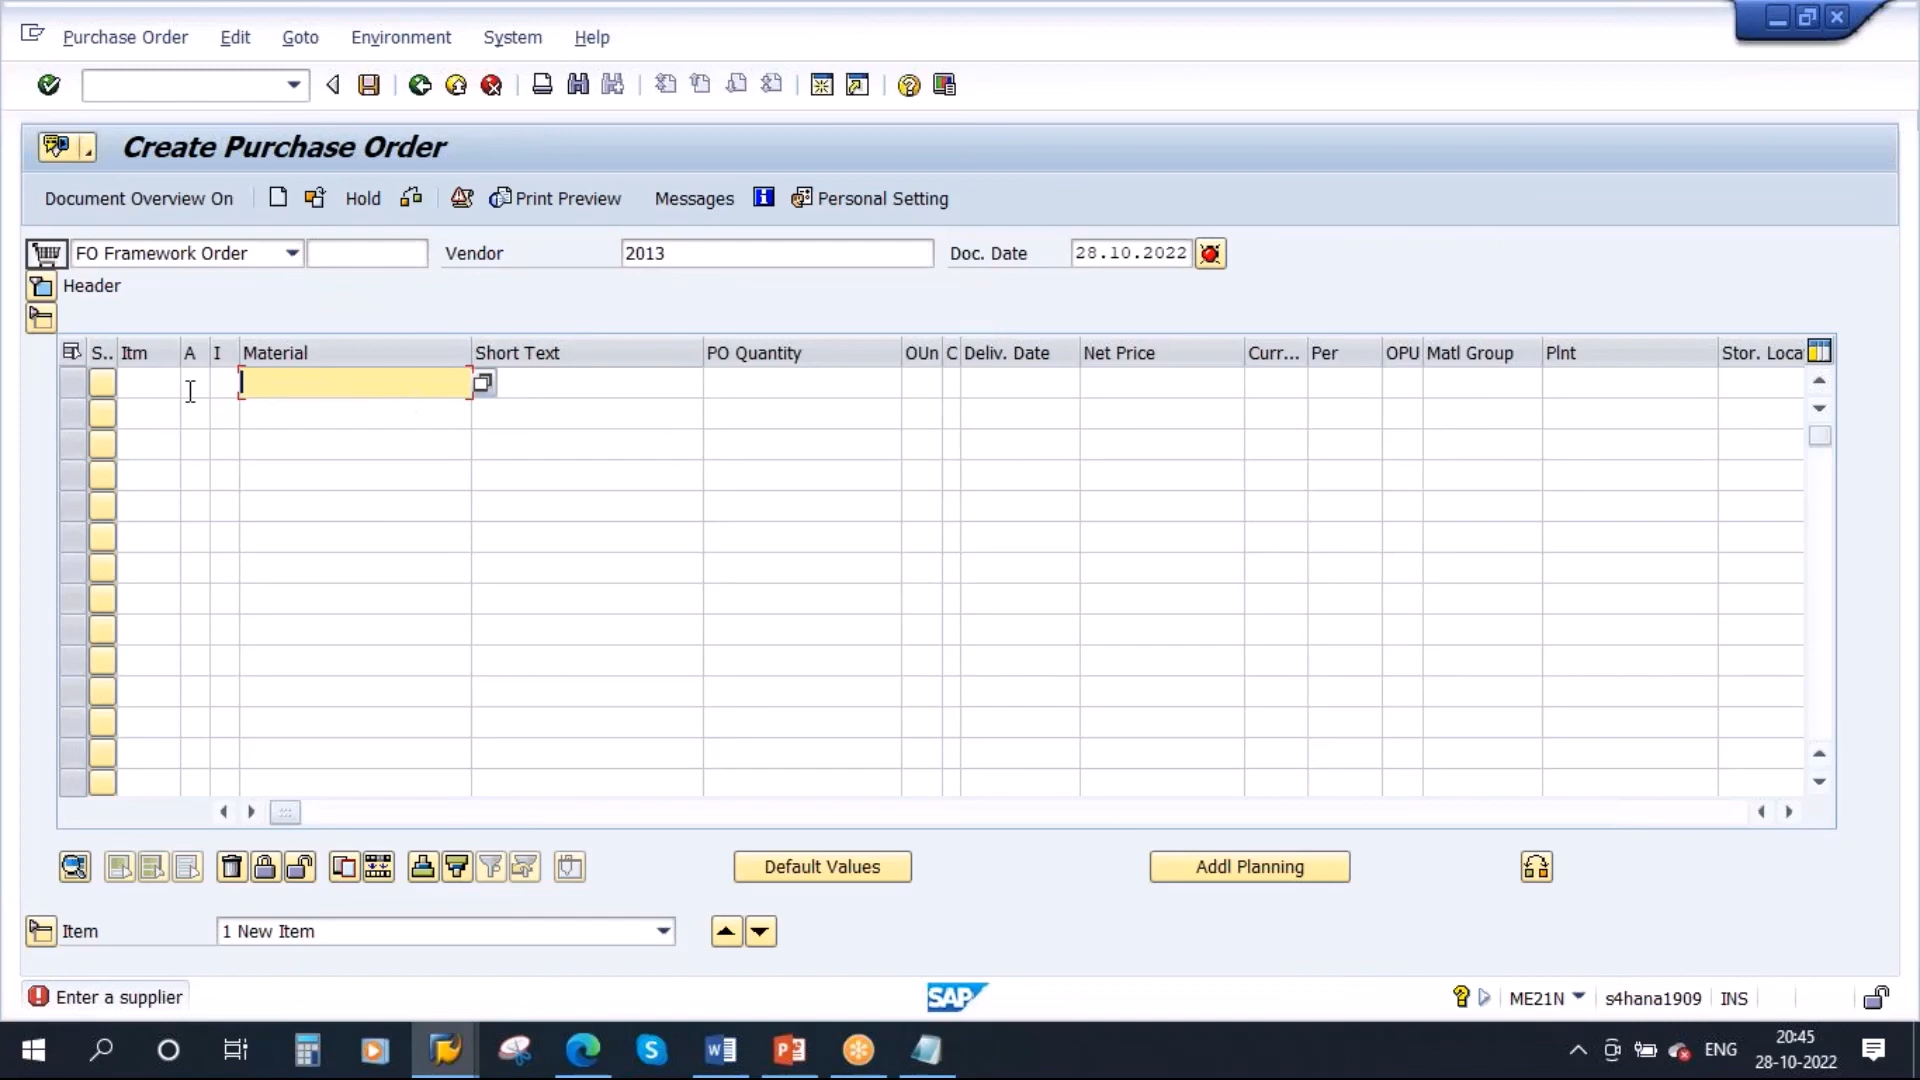 Purchase Order Edit Goto Environment System Help
Create Purchase Order
Document Overview On Hold Print Preview Messages Personal Setting
FO Framework Order Vendor 2013 Doc. Date 28.10.2022
Header
S.. Itm A I Material Short Text PO Quantity OUn C Deliv. Date Net Price Curr... Per OPU Matl Group Plnt Stor. Loca
Default Values Addl Planning
Item 1 New Item
Enter a supplier SAP ME21N s4hana1909 INS
ENG 20:45
28-10-2022